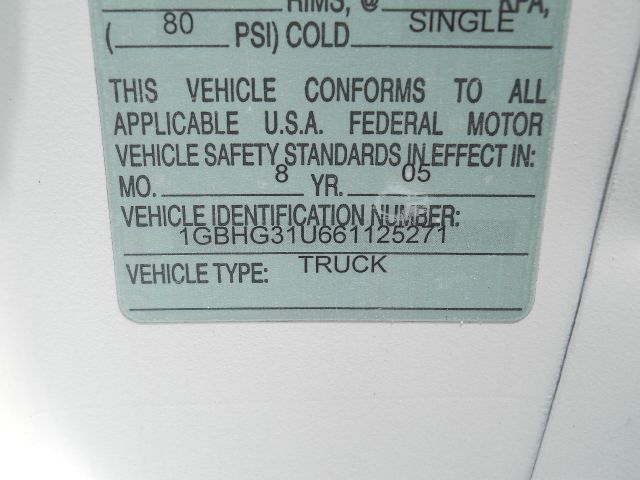 RIMS, @ KPA,
( 80 PSI) COLD SINGLE
THIS VEHICLE CONFORMS TO ALL
APPLICABLE U.S.A. FEDERAL MOTOR
VEHICLE SAFETY STANDARDS IN EFFECT IN:
MO. 8 YR. 05
VEHICLE IDENTIFICATION NUMBER:
1GBHG31U661125271
VEHICLE TYPE: TRUCK